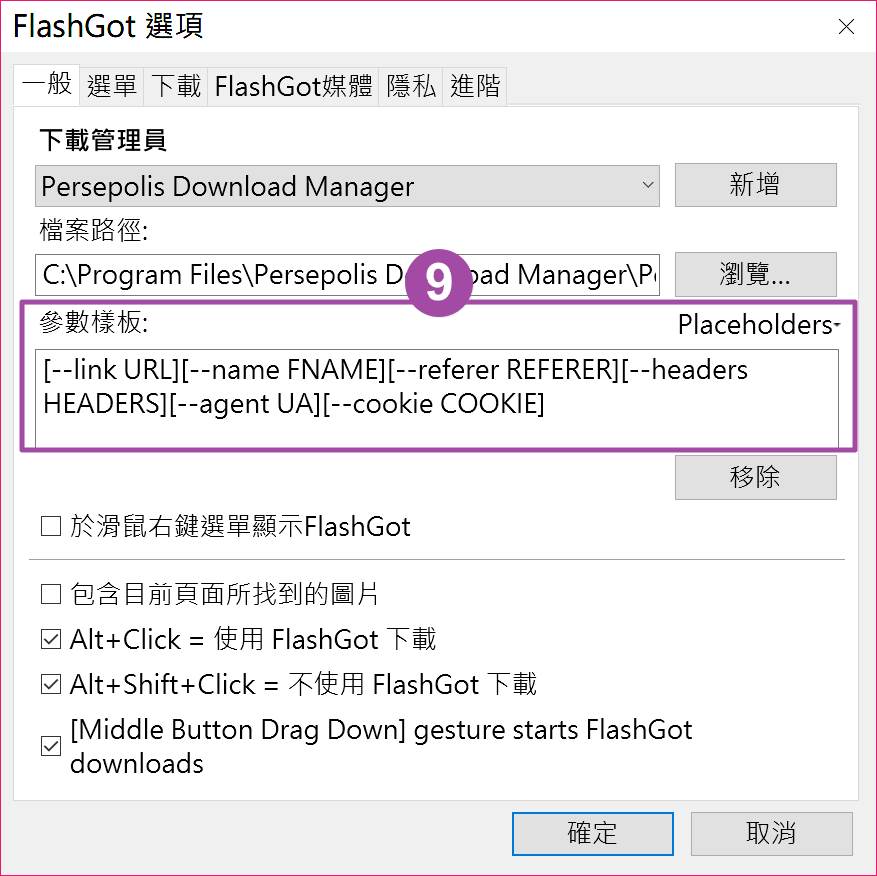 FlashGot 選項
一般 選單 下載 FlashGot媒體 隱私 進階
下載管理員
Persepolis Download Manager 新增
檔案路徑:
C:\Program Files\Persepolis D ad Manager\P 瀏覽...
9
參數樣板: Placeholders
[--link URL][--name FNAME][--referer REFERER][--headers
HEADERS][--agent UA][--cookie COOKIE]
移除
於滑鼠右鍵選單顯示FlashGot
包含目前頁面所找到的圖片
Alt+Click = 使用 FlashGot 下載
Alt+Shift+Click = 不使用 FlashGot 下載
[Middle Button Drag Down] gesture starts FlashGot
downloads
確定 取消